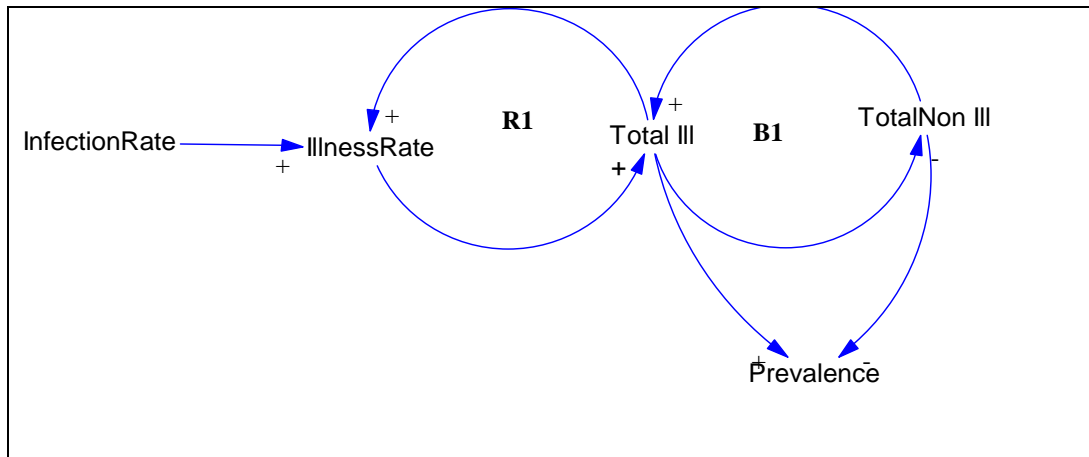 InfectionRate
+
IllnessRate
+
R1
Total Ill
+
+
B1
TotalNon Ill
-
Prevalence
+
-